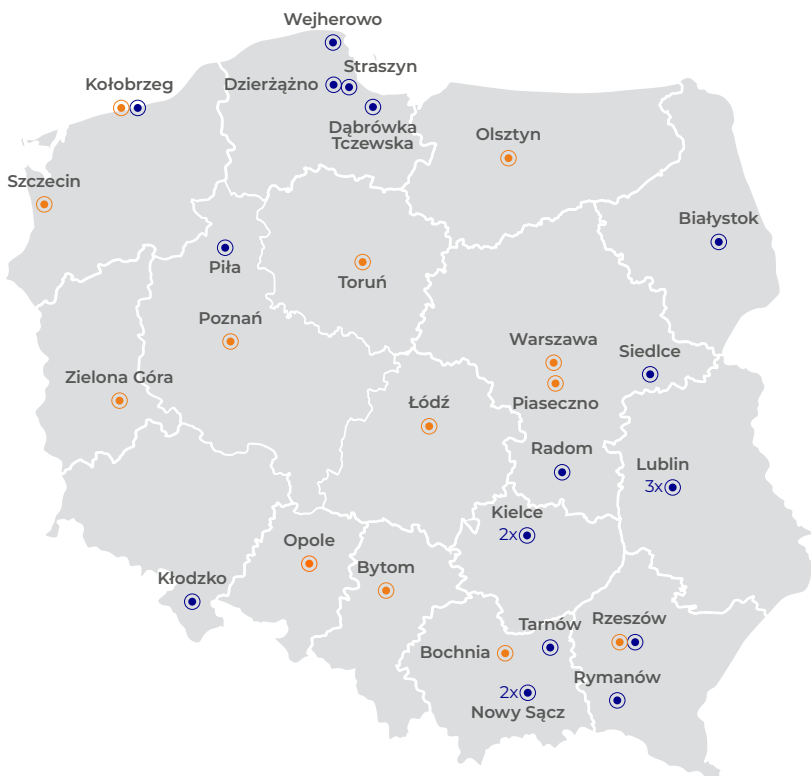 Wejherowo
Straszyn
Kołobrzeg
Dzierżążno
Dąbrówka
Tczewska
Olsztyn
Szczecin
Białystok
Piła
Toruń
Poznań
Warszawa
Siedlce
Zielona Góra
Piaseczno
Łódź
Radom
Lublin
3x
Kielce
2x
Opole
Bytom
Kłodzko
Tarnów
Rzeszów
Bochnia
Rymanów
2x
Nowy Sącz